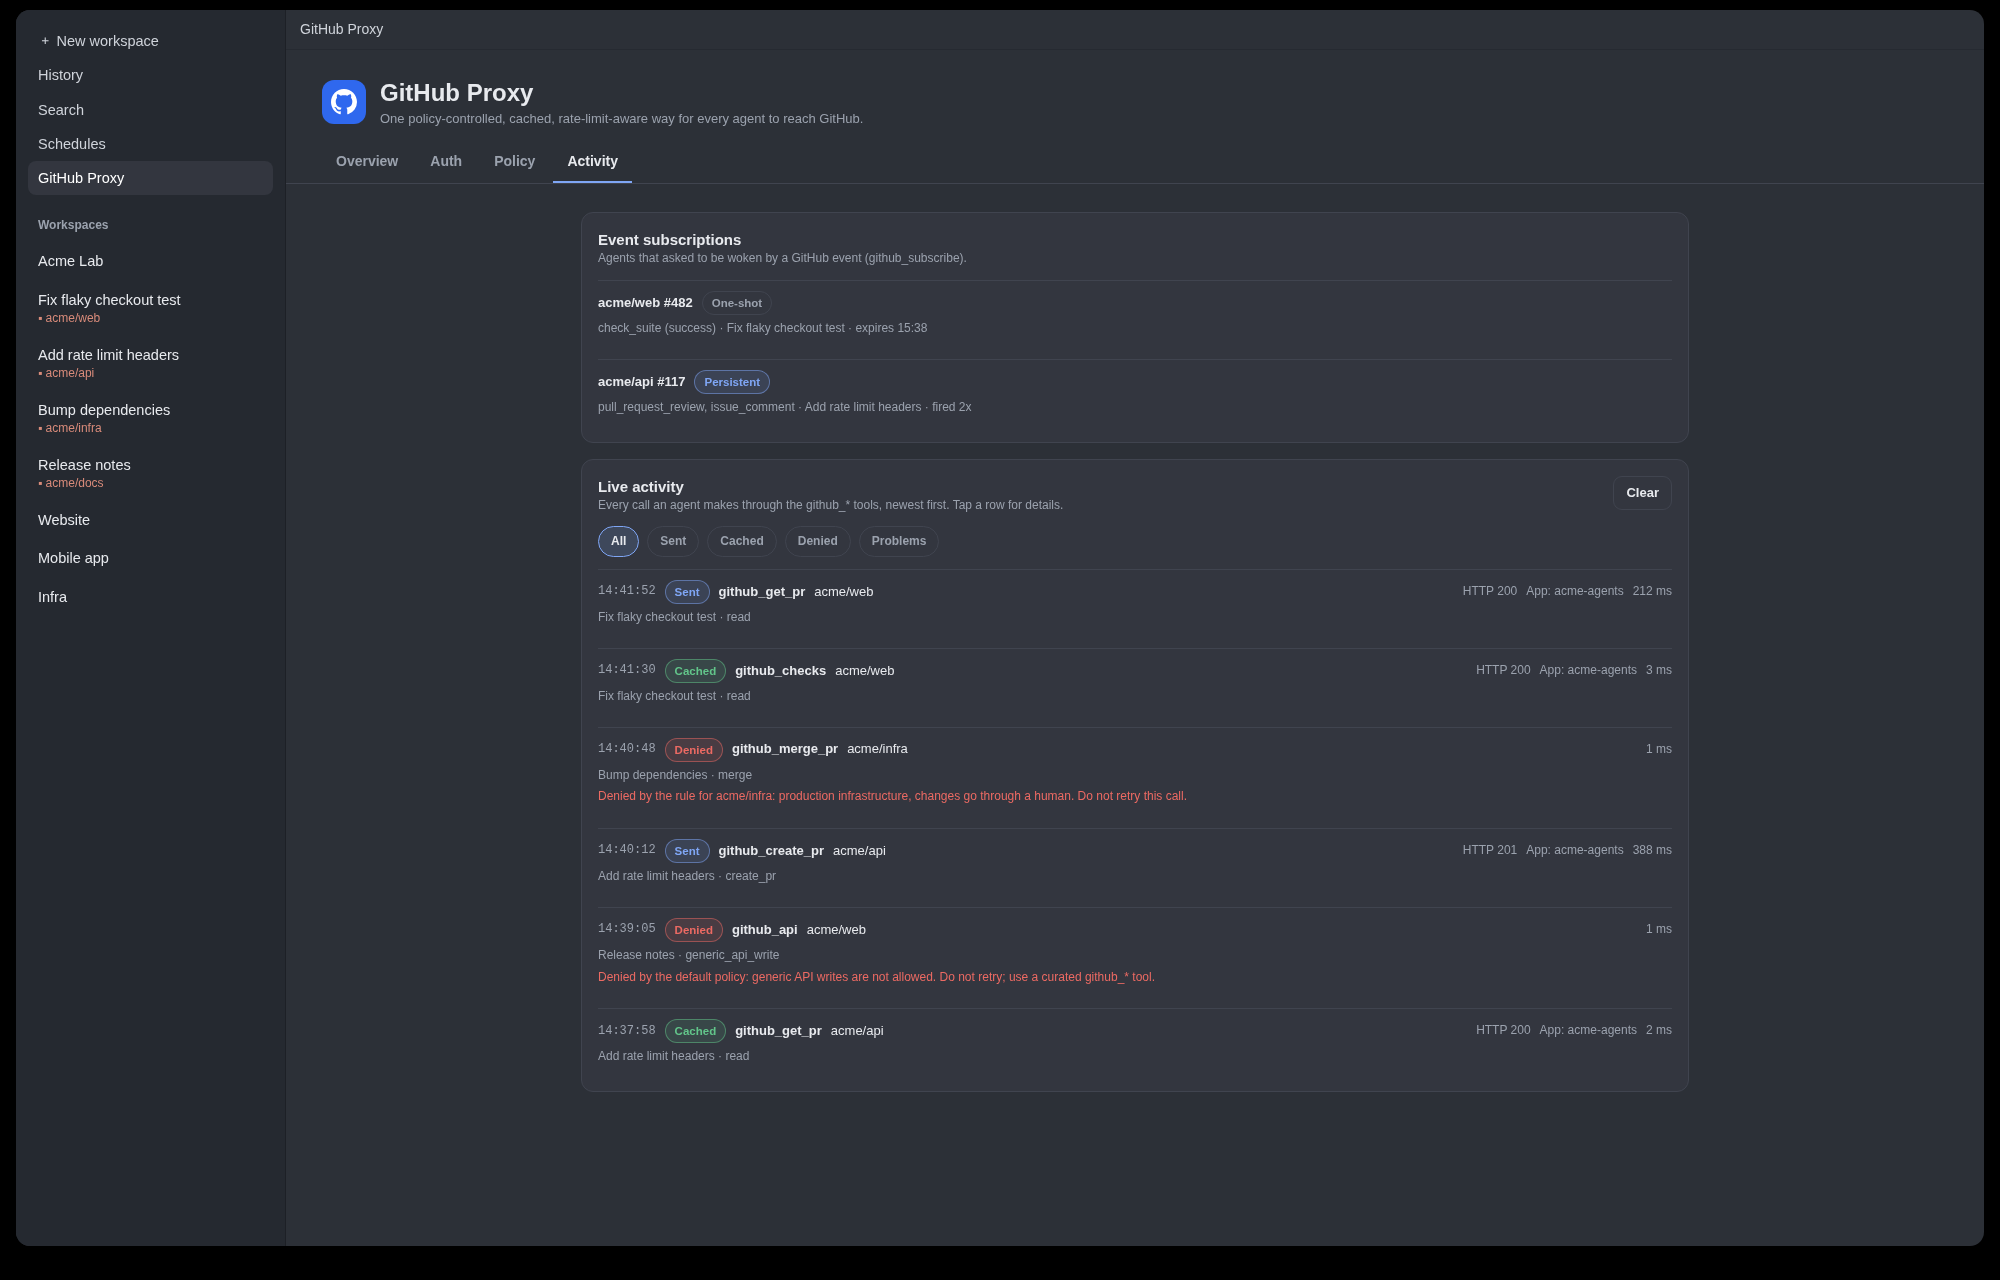 + New workspace
History
Search
Schedules
GitHub Proxy
Workspaces
Acme Lab
Fix flaky checkout test
▪ acme/web
Add rate limit headers
▪ acme/api
Bump dependencies
▪ acme/infra
Release notes
▪ acme/docs
Website
Mobile app
Infra
GitHub Proxy
GitHub Proxy
One policy-controlled, cached, rate-limit-aware way for every agent to reach GitHub.
Overview Auth Policy Activity
Event subscriptions
Agents that asked to be woken by a GitHub event (github_subscribe).
acme/web #482 One-shot
check_suite (success) · Fix flaky checkout test · expires 15:38
acme/api #117 Persistent
pull_request_review, issue_comment · Add rate limit headers · fired 2x
Live activity
Every call an agent makes through the github_* tools, newest first. Tap a row for details.
Clear
All Sent Cached Denied Problems
14:41:52 Sent github_get_pr acme/web HTTP 200 App: acme-agents 212 ms
Fix flaky checkout test · read
14:41:30 Cached github_checks acme/web HTTP 200 App: acme-agents 3 ms
Fix flaky checkout test · read
14:40:48 Denied github_merge_pr acme/infra 1 ms
Bump dependencies · merge
Denied by the rule for acme/infra: production infrastructure, changes go through a human. Do not retry this call.
14:40:12 Sent github_create_pr acme/api HTTP 201 App: acme-agents 388 ms
Add rate limit headers · create_pr
14:39:05 Denied github_api acme/web 1 ms
Release notes · generic_api_write
Denied by the default policy: generic API writes are not allowed. Do not retry; use a curated github_* tool.
14:37:58 Cached github_get_pr acme/api HTTP 200 App: acme-agents 2 ms
Add rate limit headers · read